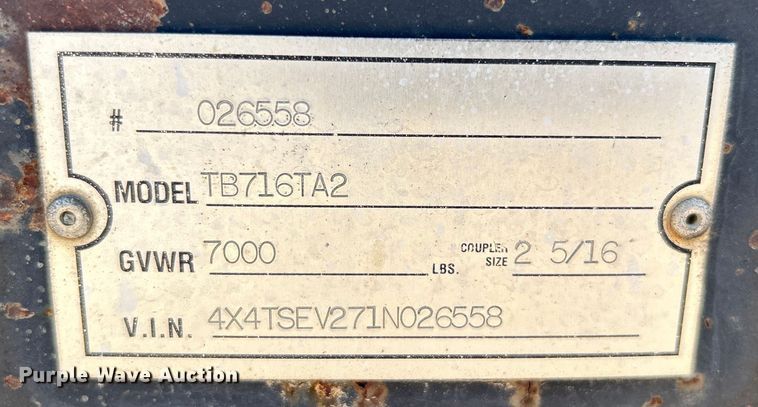 # 026558
MODEL TB716TA2
GVWR 7000 LBS. COUPLER SIZE 2 5/16
V.I.N. 4X4TSEV271N026558
Purple Wave Auction